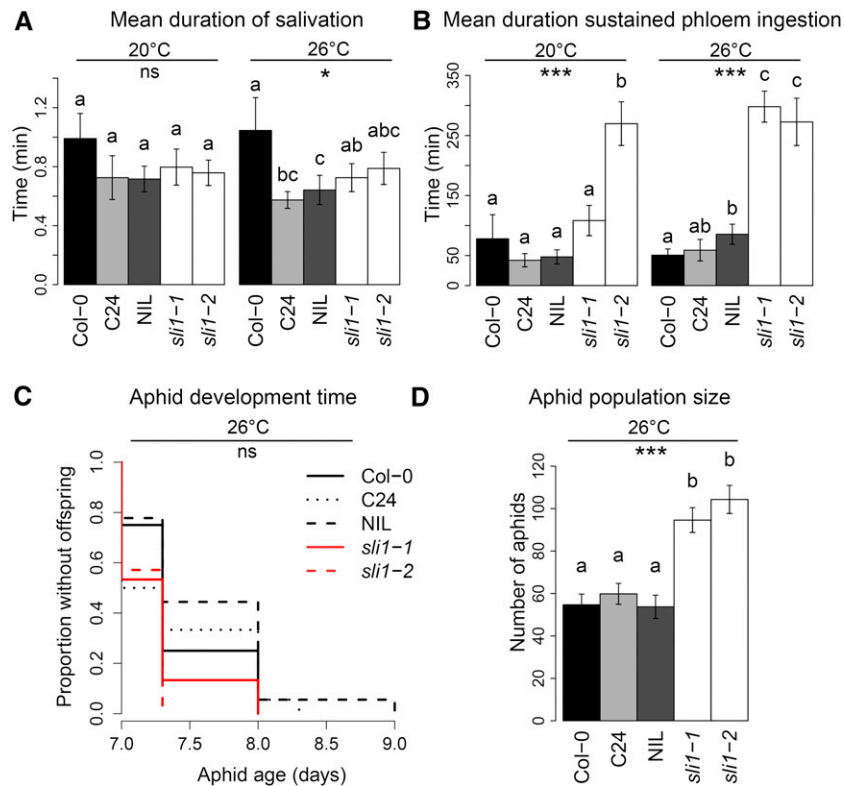 A Mean duration of salivation
20°C
ns
26°C
*
Time (min)
0.0 0.4 0.8 1.2
a a a a a
a bc c ab abc
Col-0 C24 NIL sli1-1 sli1-2
Col-0 C24 NIL sli1-1 sli1-2
B Mean duration sustained phloem ingestion
20°C
***
26°C
***
Time (min)
0 50 150 250 350
a a a a b
a ab b c c
Col-0 C24 NIL sli1-1 sli1-2
Col-0 C24 NIL sli1-1 sli1-2
C Aphid development time
26°C
ns
Proportion without offspring
0.0 0.2 0.4 0.6 0.8 1.0
Col-0
C24
NIL
sli1-1
sli1-2
7.0 7.5 8.0 8.5 9.0
Aphid age (days)
D Aphid population size
26°C
***
Number of aphids
0 20 40 60 80 100 120
a a a b b
Col-0 C24 NIL sli1-1 sli1-2